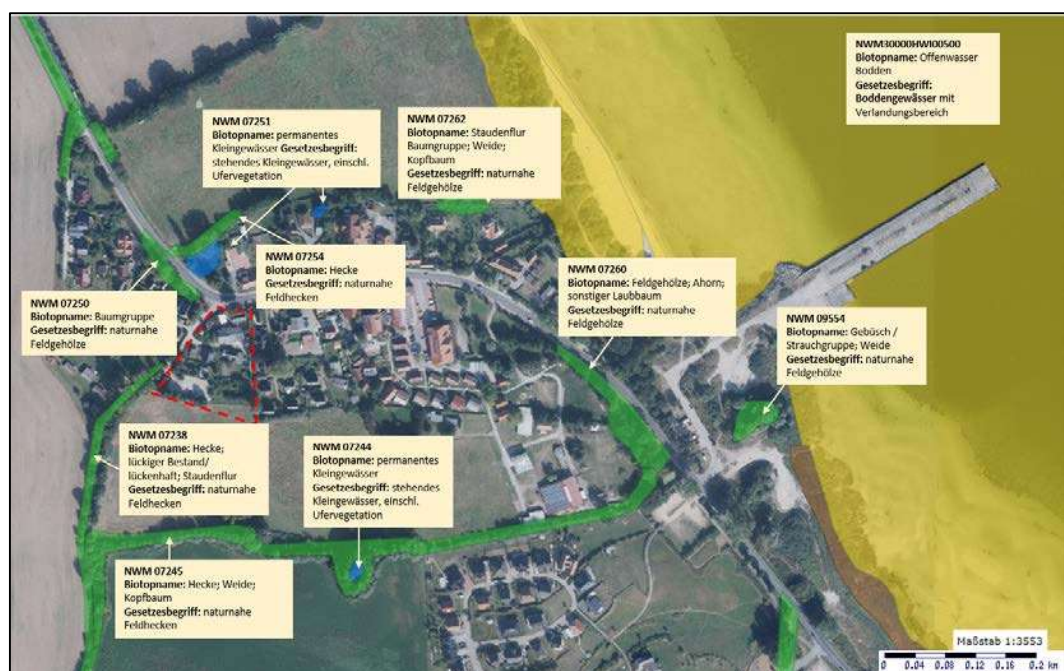 NWM30000HWI00500
Biotopname: Offenwasser
Bodden
Gesetzesbegriff:
Boddengewässer mit
Verlandungsbereich
NWM 07251
Biotopname: permanentes
Kleingewässer Gesetzesbegriff:
stehendes Kleingewässer, einschl.
Ufervegetation
NWM 07262
Biotopname: Staudenflur
Baumgruppe; Weide;
Kopfbaum
Gesetzesbegriff: naturnahe
Feldgehölze
NWM 07254
Biotopname: Hecke
Gesetzesbegriff: naturnahe
Feldhecken
NWM 07260
Biotopname: Feldgehölze; Ahorn;
sonstiger Laubbaum
Gesetzesbegriff: naturnahe
Feldgehölze
NWM 07250
Biotopname: Baumgruppe
Gesetzesbegriff: naturnahe
Feldgehölze
NWM 09554
Biotopname: Gebüsch /
Strauchgruppe; Weide
Gesetzesbegriff: naturnahe
Feldgehölze
NWM 07238
Biotopname: Hecke;
lückiger Bestand/
lückenhaft; Staudenflur
Gesetzesbegriff: naturnahe
Feldhecken
NWM 07244
Biotopname: permanentes
Kleingewässer
Gesetzesbegriff: stehendes
Kleingewässer, einschl.
Ufervegetation
NWM 07245
Biotopname: Hecke; Weide;
Kopfbaum
Gesetzesbegriff: naturnahe
Feldhecken
Maßstab 1:3553
0 0.04 0.08 0.12 0.16 0.2 km